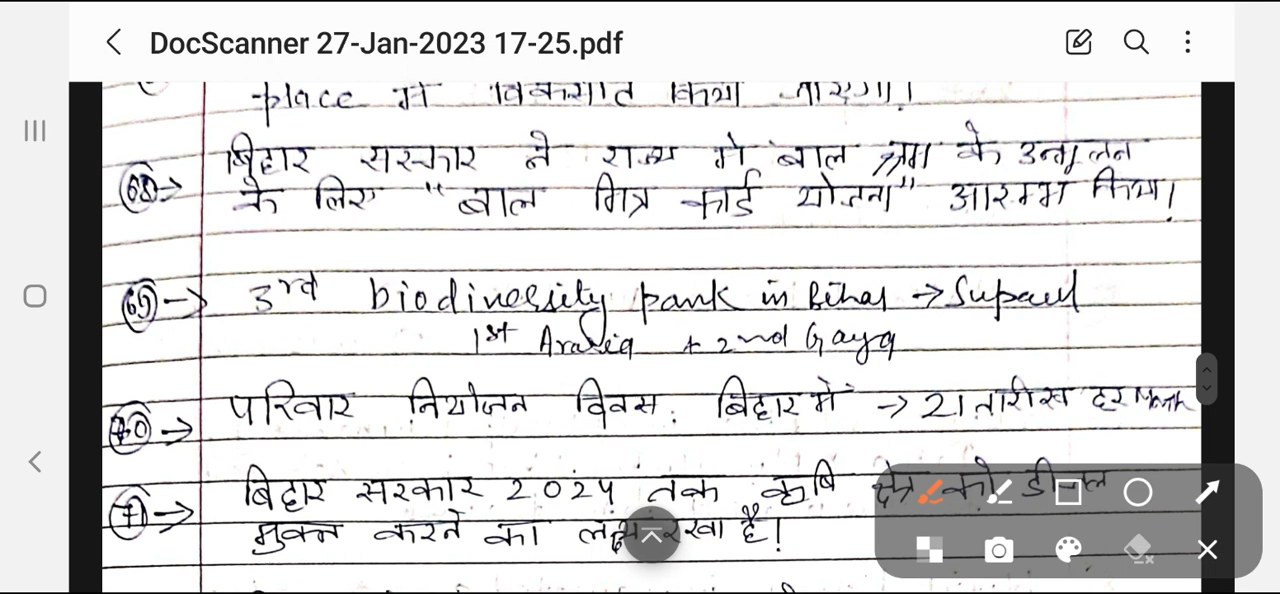 DocScanner 27-Jan-2023 17-25.pdf
place में विकसित किया जाएगा।
68→ बिहार सरकार ने राज्य मे बाल श्रम के उन्मूलन
के लिए "बाल मित्र कार्ड योजना" आरम्भ किया।
69→ 3rd biodiversity park in Bihar → Supaul
1st Araria + 2nd Gaya
70→ परिवार नियोजन दिवस. बिहार में → 21 तारीख हर Month
71→ बिहार सरकार 2024 तक कृषि क्षेत्र को डीजल
मुक्त करने का लक्ष्य रखा है।